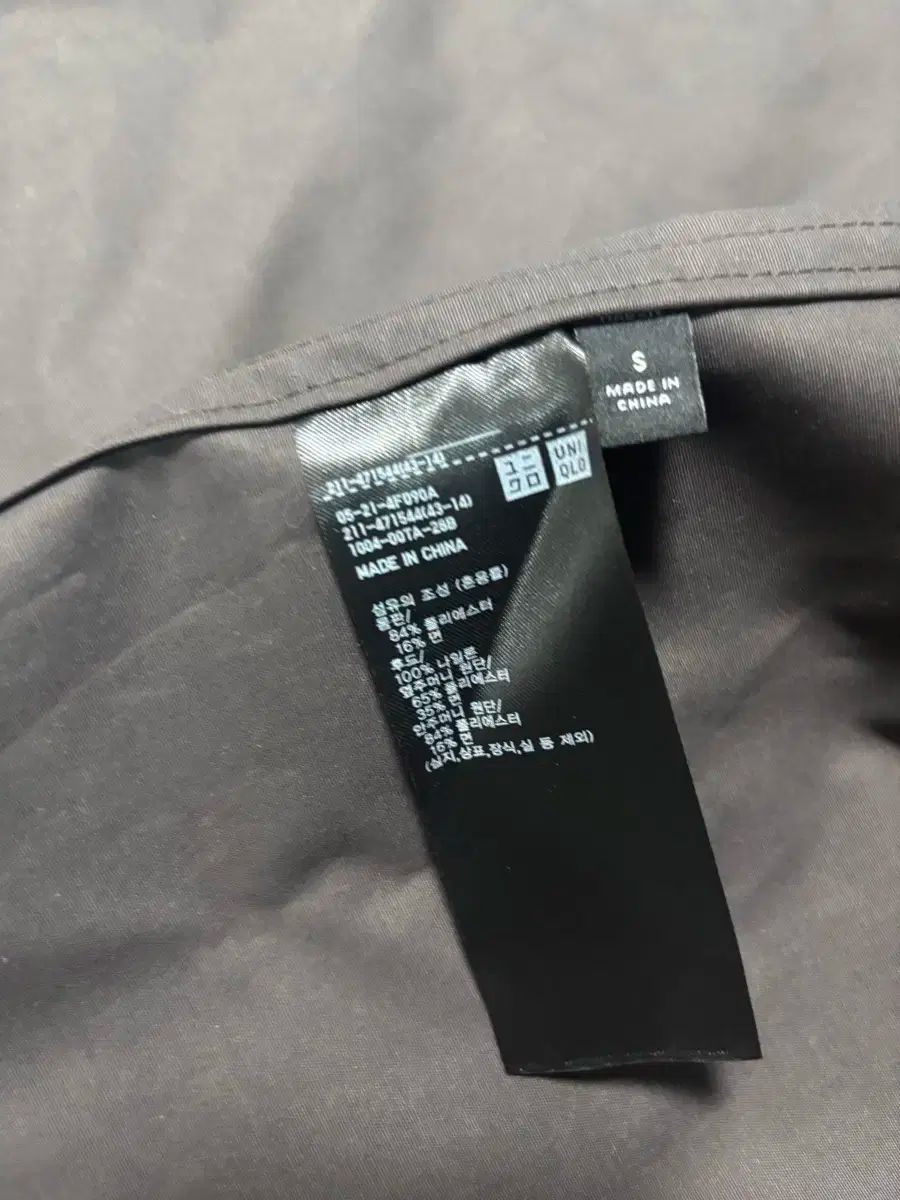 S
MADE IN
CHINA
ユニ
クロ
UNI
QLO
211-471544(43-14)
05-21-4F090A
211-471544(43-14)
1004-00TA-28B
MADE IN CHINA
섬유의 조성 (혼용률)
몸판/
84% 폴리에스터
16% 면
후드/
100% 나일론
옆주머니 원단/
65% 폴리에스터
35% 면
안주머니 원단/
84% 폴리에스터
16% 면
(심지,상표,장식,실 등 제외)